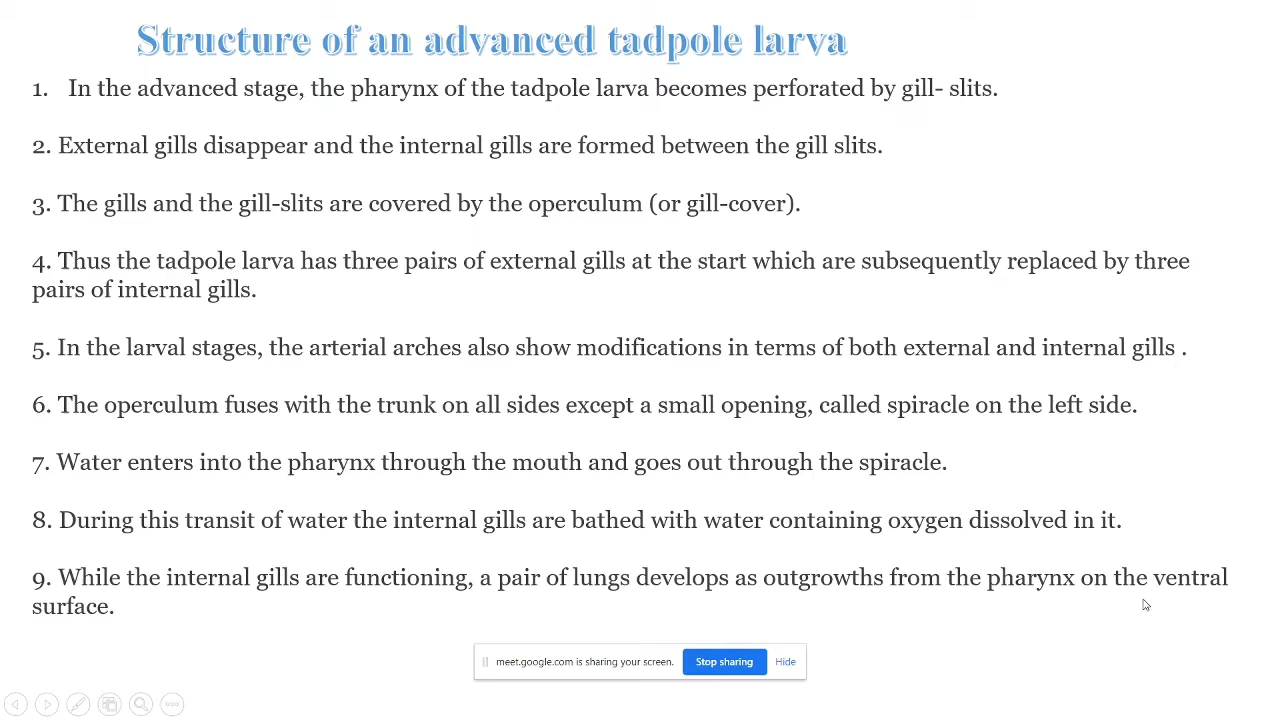 Structure of an advanced tadpole larva
1. In the advanced stage, the pharynx of the tadpole larva becomes perforated by gill- slits.
2. External gills disappear and the internal gills are formed between the gill slits.
3. The gills and the gill-slits are covered by the operculum (or gill-cover).
4. Thus the tadpole larva has three pairs of external gills at the start which are subsequently replaced by three
pairs of internal gills.
5. In the larval stages, the arterial arches also show modifications in terms of both external and internal gills .
6. The operculum fuses with the trunk on all sides except a small opening, called spiracle on the left side.
7. Water enters into the pharynx through the mouth and goes out through the spiracle.
8. During this transit of water the internal gills are bathed with water containing oxygen dissolved in it.
9. While the internal gills are functioning, a pair of lungs develops as outgrowths from the pharynx on the ventral
surface.
meet.google.com is sharing your screen. Stop sharing Hide